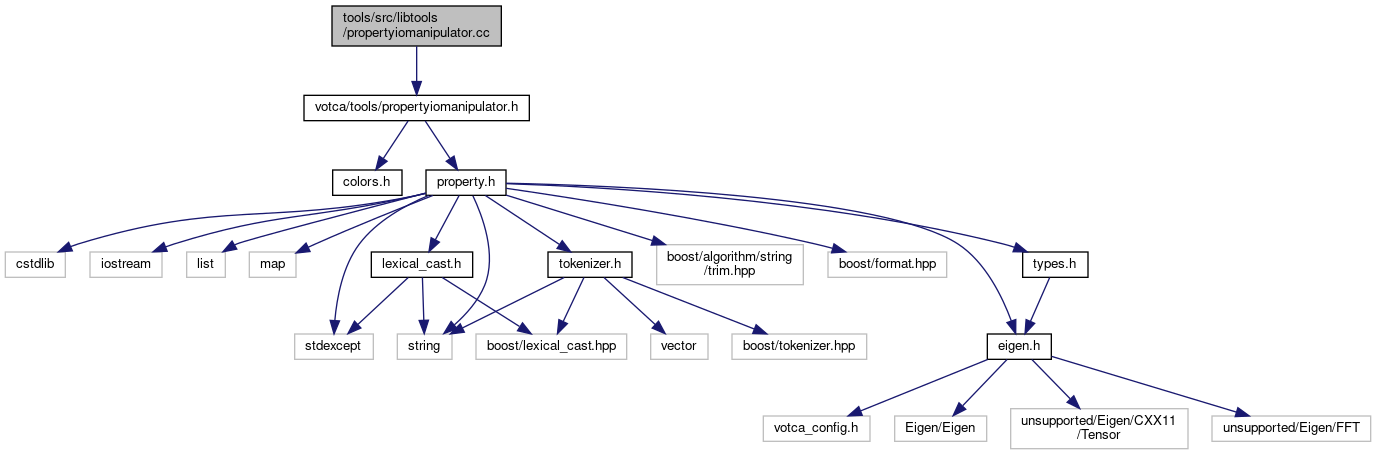 tools/src/libtools
/propertyiomanipulator.cc
votca/tools/propertyiomanipulator.h
colors.h
property.h
cstdlib
iostream
list
map
lexical_cast.h
tokenizer.h
boost/algorithm/string
/trim.hpp
boost/format.hpp
types.h
stdexcept
string
boost/lexical_cast.hpp
vector
boost/tokenizer.hpp
eigen.h
votca_config.h
Eigen/Eigen
unsupported/Eigen/CXX11
/Tensor
unsupported/Eigen/FFT